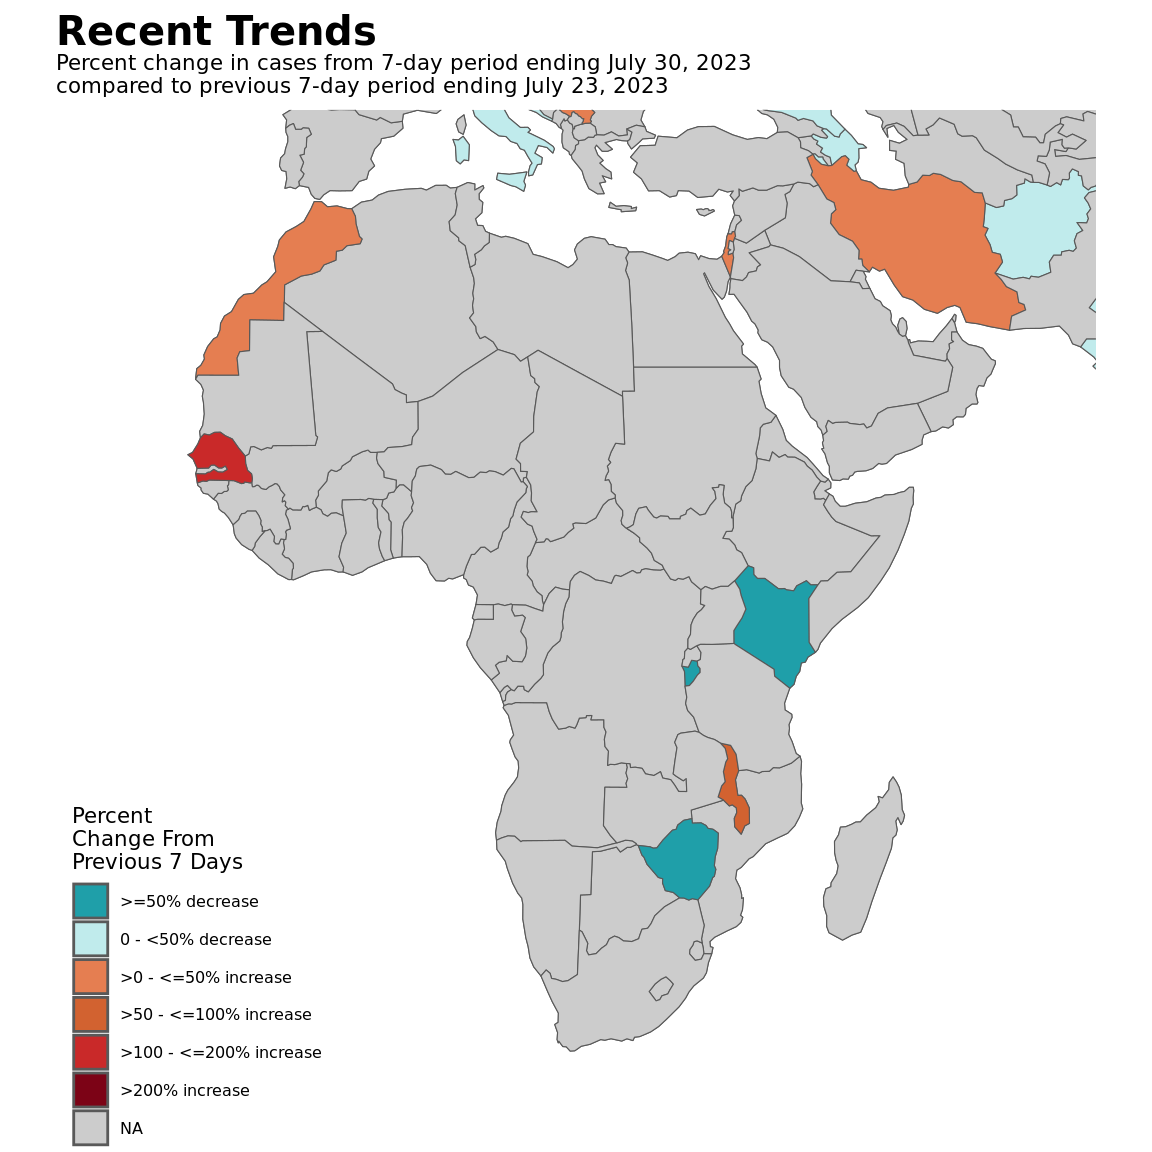 Recent Trends
Percent change in cases from 7-day period ending July 30, 2023
compared to previous 7-day period ending July 23, 2023
Percent
Change From
Previous 7 Days
>=50% decrease
0 - <50% decrease
>0 - <=50% increase
>50 - <=100% increase
>100 - <=200% increase
>200% increase
NA